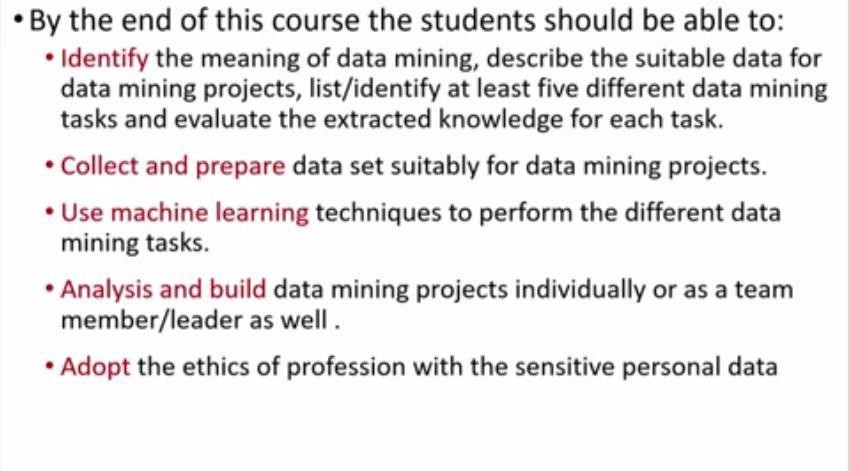 • By the end of this course the students should be able to:
• Identify the meaning of data mining, describe the suitable data for
data mining projects, list/identify at least five different data mining
tasks and evaluate the extracted knowledge for each task.
• Collect and prepare data set suitably for data mining projects.
• Use machine learning techniques to perform the different data
mining tasks.
• Analysis and build data mining projects individually or as a team
member/leader as well .
• Adopt the ethics of profession with the sensitive personal data